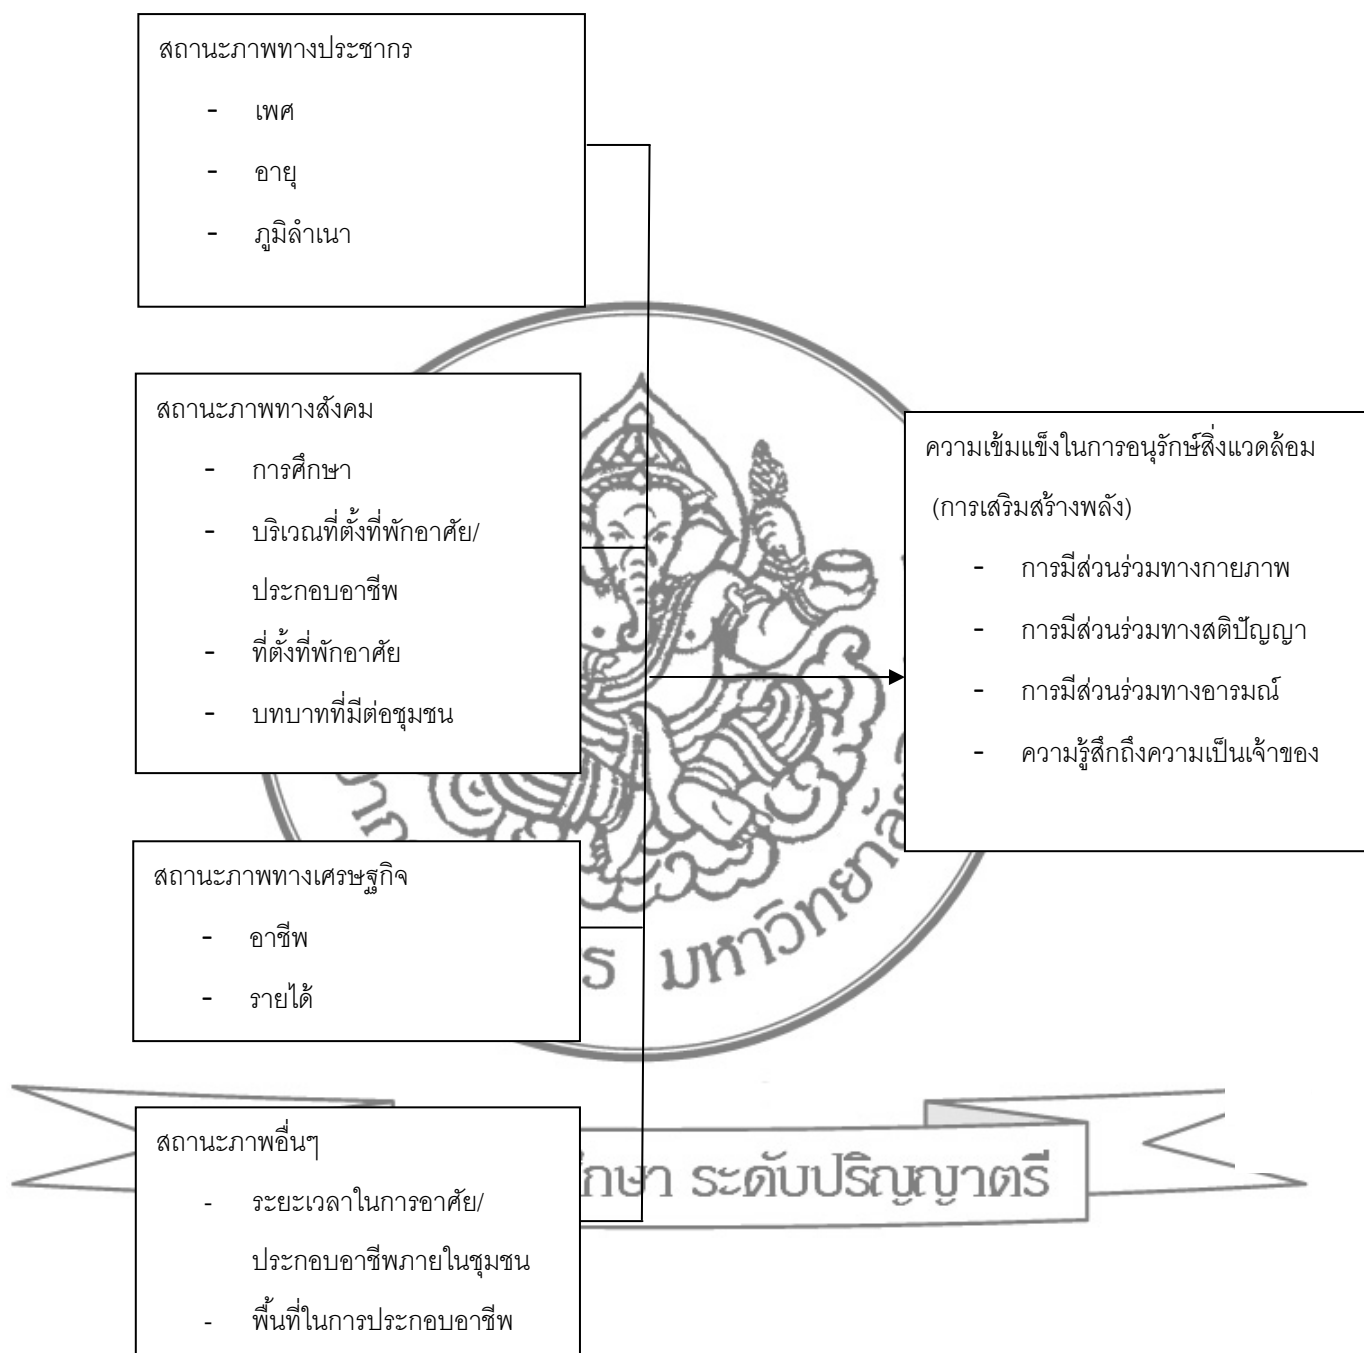 สถานะภาพทางประชากร
- เพศ
- อายุ
- ภูมิลำเนา
สถานะภาพทางสังคม
- การศึกษา
- บริเวณที่ตั้งที่พักอาศัย/
ประกอบอาชีพ
- ที่ตั้งที่พักอาศัย
- บทบาทที่มีต่อชุมชน
สถานะภาพทางเศรษฐกิจ
- อาชีพ
- รายได้
สถานะภาพอื่นๆ
- ระยะเวลาในการอาศัย/
ประกอบอาชีพภายในชุมชน
- พื้นที่ในการประกอบอาชีพ
ความเข้มแข็งในการอนุรักษ์สิ่งแวดล้อม
(การเสริมสร้างพลัง)
- การมีส่วนร่วมทางกายภาพ
- การมีส่วนร่วมทางสติปัญญา
- การมีส่วนร่วมทางอารมณ์
- ความรู้สึกถึงความเป็นเจ้าของ
ร มหาวิทยาลั
ระดับปริญญาตรี